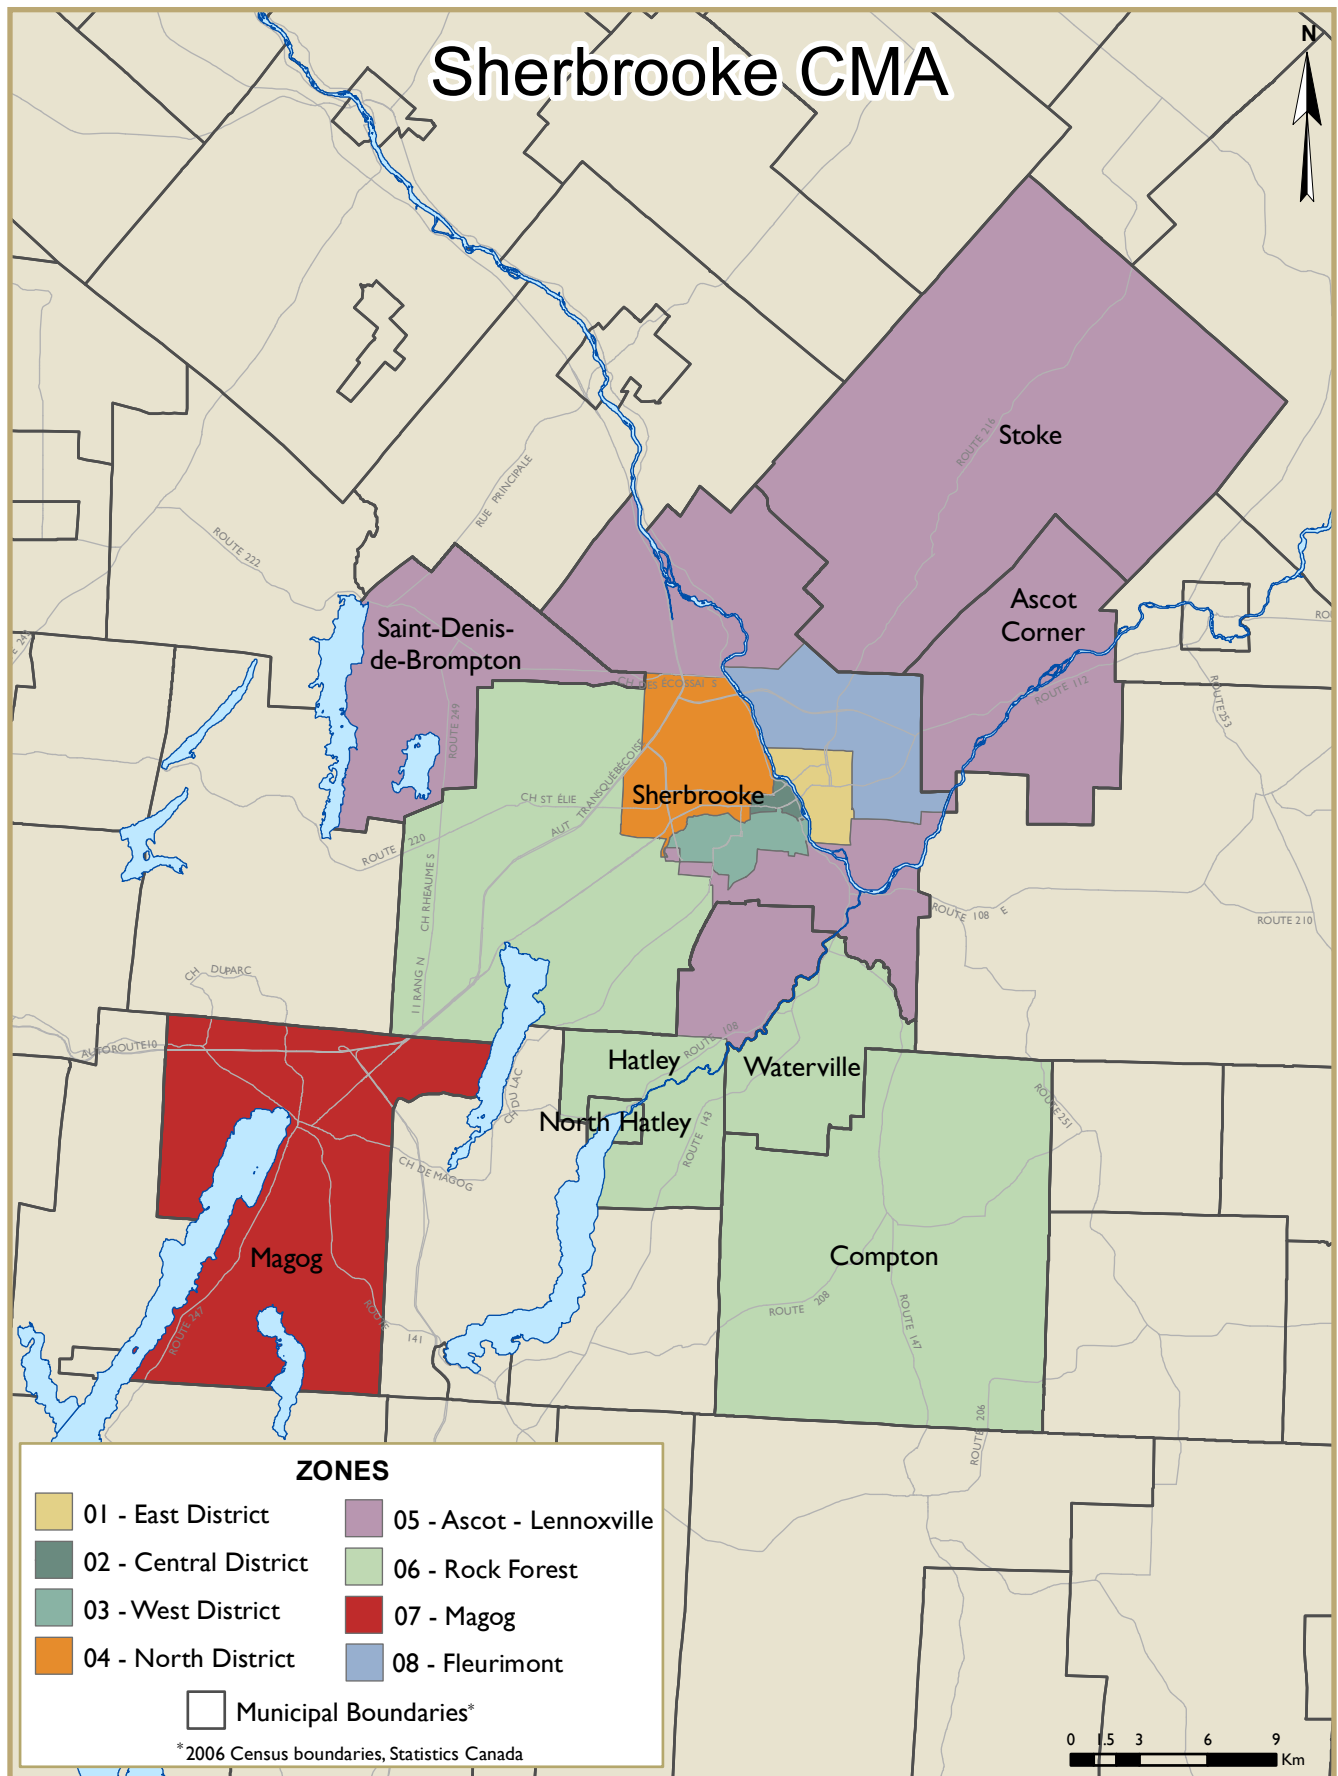 Sherbrooke CMA
N
Stoke
ROUTE 216
RUE PRINCIPALE
ROUTE 222
Ascot
Corner
Saint-Denis-
de-Brompton
CH DES ÉCOSSAIS
ROUTE 112
ROUTE 253
ROUTE 249
AUT TRANSQUÉBÉCOISE
Sherbrooke
CH ST ÉLIE
ROUTE 220
CH RHEAUME S
ROUTE 108 E
ROUTE 210
CH DUPARC
11 RANG N
AUTOROUTE10
ROUTE 108
Hatley
Waterville
CH DU LAC
North Hatley
ROUTE 143
ROUTE 251
CH DE MAGOG
Magog
Compton
ROUTE 247
ROUTE 141
ROUTE 208
ROUTE 147
ROUTE 206
ZONES
01 - East District
02 - Central District
03 - West District
04 - North District
05 - Ascot - Lennoxville
06 - Rock Forest
07 - Magog
08 - Fleurimont
Municipal Boundaries*
*2006 Census boundaries, Statistics Canada
0 1.5 3 6 9
Km